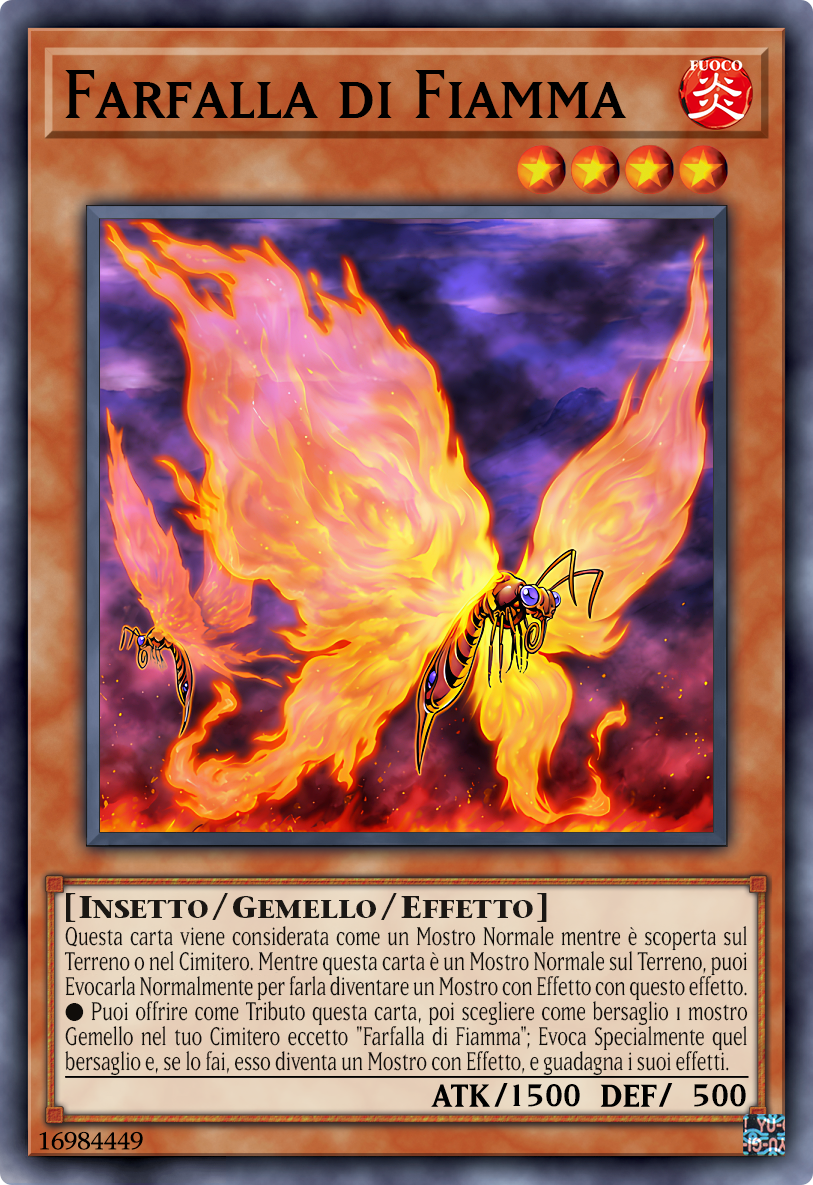 Farfalla di Fiamma
FUOCO
炎
[Insetto/Gemello/Effetto]
Questa carta viene considerata come un Mostro Normale mentre è scoperta sul
Terreno o nel Cimitero. Mentre questa carta è un Mostro Normale sul Terreno, puoi
Evocarla Normalmente per farla diventare un Mostro con Effetto con questo effetto.
● Puoi offrire come Tributo questa carta, poi scegliere come bersaglio 1 mostro
Gemello nel tuo Cimitero eccetto "Farfalla di Fiamma"; Evoca Specialmente quel
bersaglio e, se lo fai, esso diventa un Mostro con Effetto, e guadagna i suoi effetti.
ATK/1500 DEF/ 500
16984449